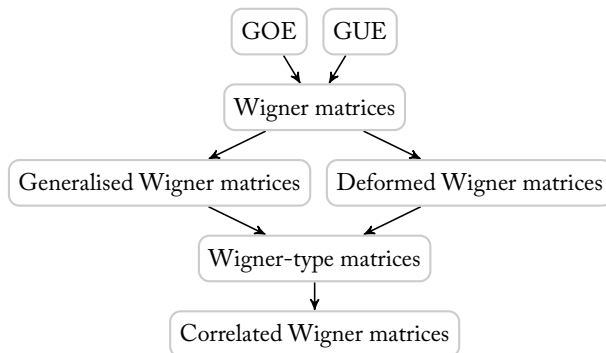 GOE GUE
Wigner matrices
Generalised Wigner matrices Deformed Wigner matrices
Wigner-type matrices
Correlated Wigner matrices